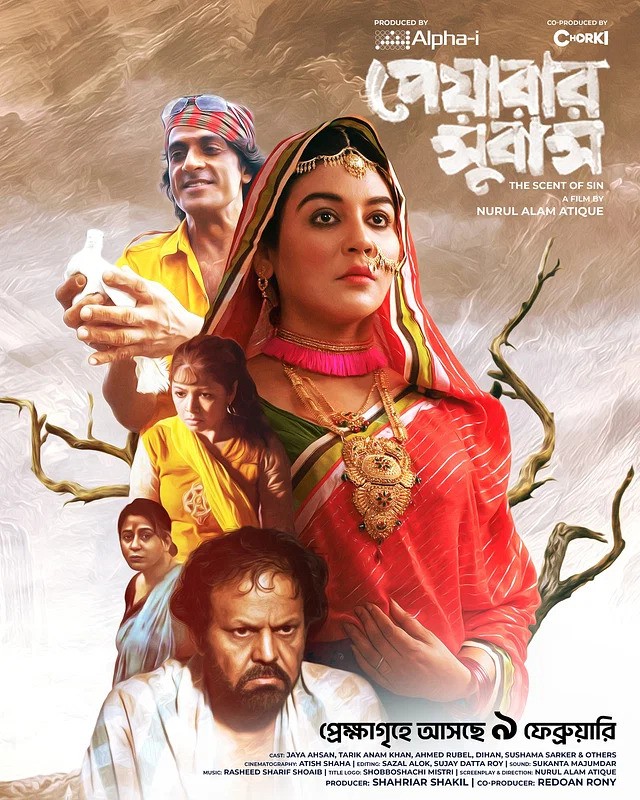 PRODUCED BY
Alpha-i
CO-PRODUCED BY
CHORKI
পেয়ারার
সুবাস
THE SCENT OF SIN
A FILM BY
NURUL ALAM ATIQUE
প্রেক্ষাগৃহে আসছে ৯ ফেব্রুয়ারি
CAST: JAYA AHSAN, TARIK ANAM KHAN, AHMED RUBEL, DIHAN, SUSHAMA SARKER & OTHERS
CINEMATOGRAPHY: ATISH SHAHA | EDITING: SAZAL ALOK, SUJAY DATTA ROY | SOUND: SUKANTA MAJUMDAR
MUSIC: RASHEED SHARIF SHOAIB | TITLE LOGO: SHOBBOSHACHI MISTRI | SCREENPLAY & DIRECTION: NURUL ALAM ATIQUE
PRODUCER: SHAHRIAR SHAKIL | CO-PRODUCER: REDOAN RONY